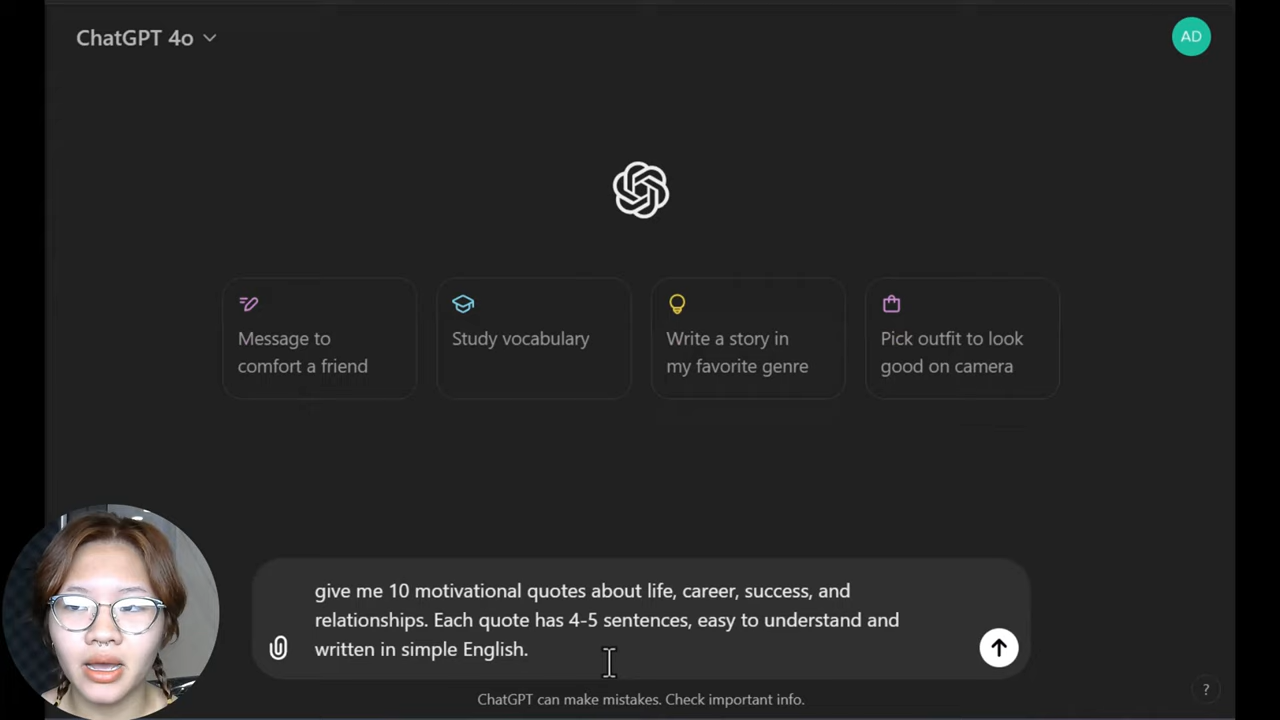 ChatGPT 4o
AD
Message to
comfort a friend
Study vocabulary
Write a story in
my favorite genre
Pick outfit to look
good on camera
give me 10 motivational quotes about life, career, success, and
relationships. Each quote has 4-5 sentences, easy to understand and
written in simple English.
ChatGPT can make mistakes. Check important info.
?